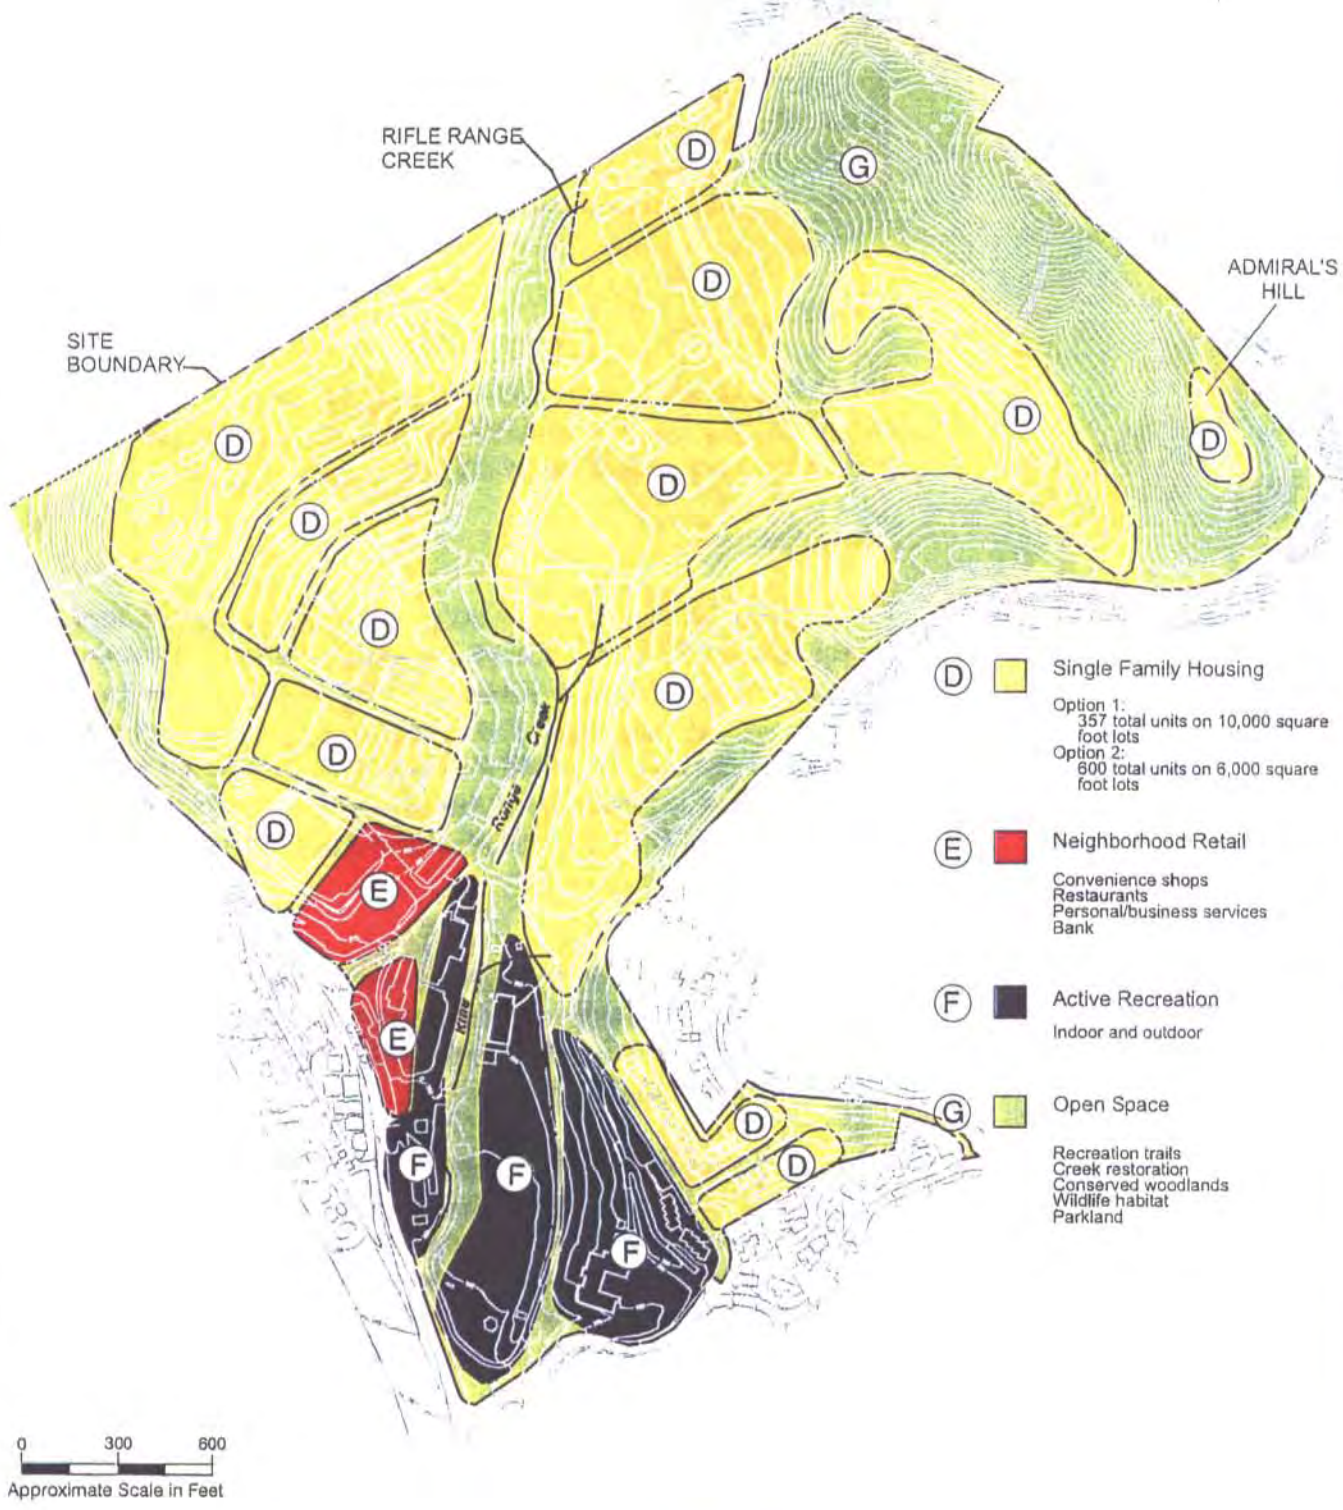 RIFLE RANGE
CREEK
D
G
D
ADMIRAL'S
HILL
SITE
BOUNDARY
D
D
D
D
D
D
D
D
D
D
Range
Creek
E
E
F
F
F
D
D
D
Single Family Housing
Option 1:
357 total units on 10,000 square
foot lots
Option 2:
600 total units on 6,000 square
foot lots
E
Neighborhood Retail
Convenience shops
Restaurants
Personal/business services
Bank
F
Active Recreation
Indoor and outdoor
G
Open Space
Recreation trails
Creek restoration
Conserved woodlands
Wildlife habitat
Parkland
0 300 600
Approximate Scale in Feet